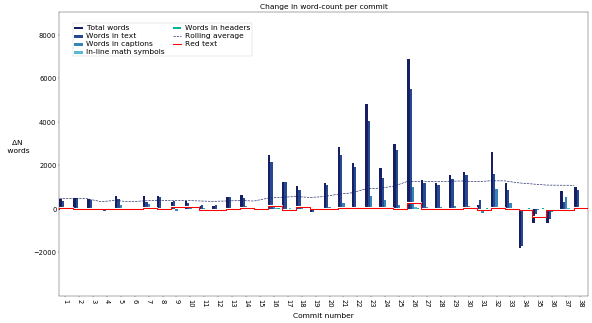 Change in word-count per commit
Total words
Words in text
Words in captions
in-line math symbols
Words in headers
Rolling average
Red text
8000
6000
4000
2000
0
−2000
ΔN
words
1 2 3 4 5 6 7 8 9 10 11 12 13 14 15 16 17 18 19 20 21 22 23 24 25 26 27 28 29 30 31 32 33 34 35 36 37 38
Commit number